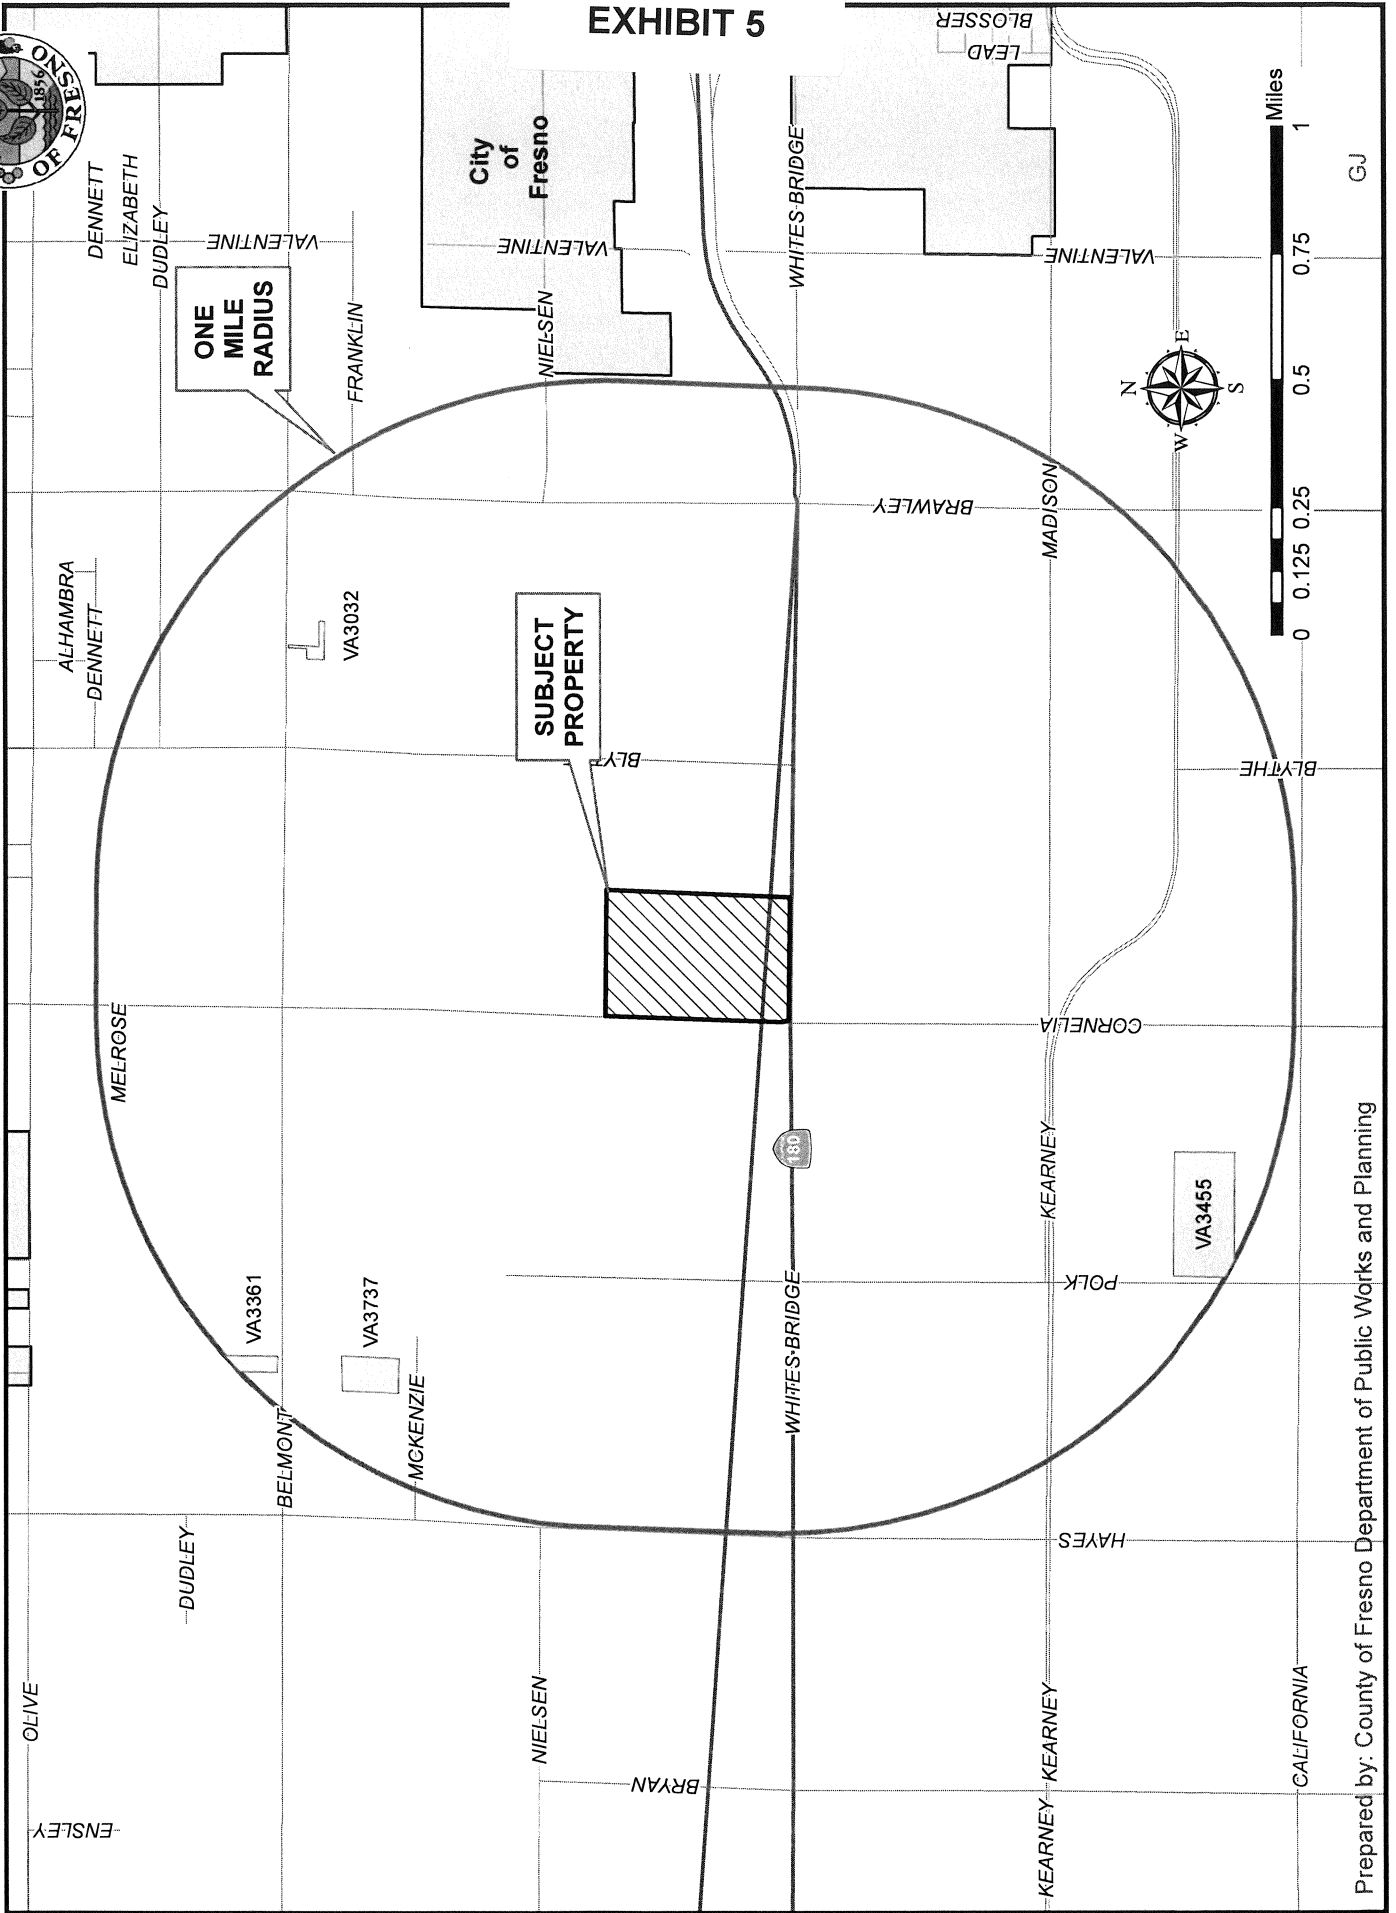 EXHIBIT 5
ONS
1856
OF FRE
DENNETT
ELIZABETH
DUDLEY
VALENTINE
ONE
MILE
RADIUS
FRANKLIN
City
of
Fresno
VALENTINE
NIELSEN
WHITES BRIDGE
BLOSSER
LEAD
VALENTINE
ALHAMBRA
DENNETT
VA3032
SUBJECT
PROPERTY
BRAWLEY
MADISON
BLYTHE
MELROSE
CORNELIA
OLIVE
ENSLEY
DUDLEY
BELMONT
VA3361
VA3737
MCKENZIE
NIELSEN
BRYAN
180
WHITES BRIDGE
KEARNEY
POLK
VA3455
HAYES
KEARNEY
KEARNEY
CALIFORNIA
N
E
S
W
0 0.125 0.25 0.5 0.75 1
Miles
GJ
Prepared by: County of Fresno Department of Public Works and Planning